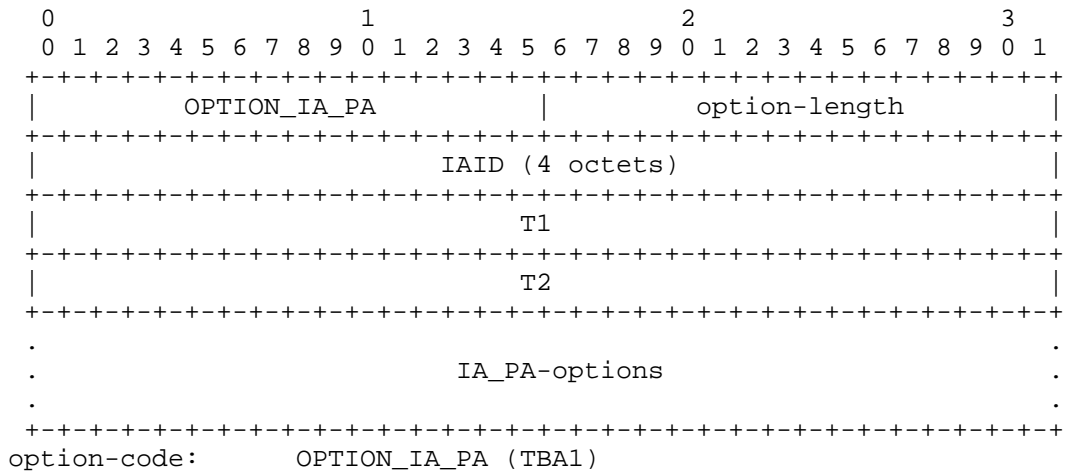 0                   1                   2                   3
 0 1 2 3 4 5 6 7 8 9 0 1 2 3 4 5 6 7 8 9 0 1 2 3 4 5 6 7 8 9 0 1
+-+-+-+-+-+-+-+-+-+-+-+-+-+-+-+-+-+-+-+-+-+-+-+-+-+-+-+-+-+-+-+-+
|         OPTION_IA_PA          |         option-length         |
+-+-+-+-+-+-+-+-+-+-+-+-+-+-+-+-+-+-+-+-+-+-+-+-+-+-+-+-+-+-+-+-+
|                         IAID (4 octets)                       |
+-+-+-+-+-+-+-+-+-+-+-+-+-+-+-+-+-+-+-+-+-+-+-+-+-+-+-+-+-+-+-+-+
|                              T1                               |
+-+-+-+-+-+-+-+-+-+-+-+-+-+-+-+-+-+-+-+-+-+-+-+-+-+-+-+-+-+-+-+-+
|                              T2                               |
+-+-+-+-+-+-+-+-+-+-+-+-+-+-+-+-+-+-+-+-+-+-+-+-+-+-+-+-+-+-+-+-+
.                                                               .
.                          IA_PA-options                        .
.                                                               .
+-+-+-+-+-+-+-+-+-+-+-+-+-+-+-+-+-+-+-+-+-+-+-+-+-+-+-+-+-+-+-+-+
option-code:      OPTION_IA_PA (TBA1)